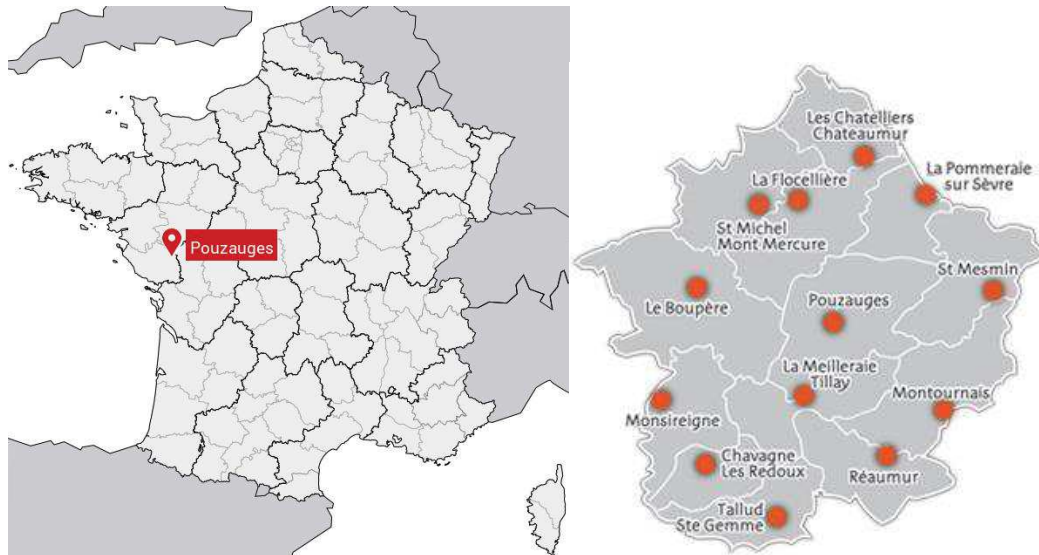 Pouzauges
Les Chatelliers
Chateaumur
La Pommeraie
sur Sèvre
La Flocellière
St Michel
Mont Mercure
St Mesmin
Le Boupère
Pouzauges
La Meilleraie
Tillay
Montournais
Monsireigne
Chavagne
Les Redoux
Réaumur
Tallud
Ste Gemme